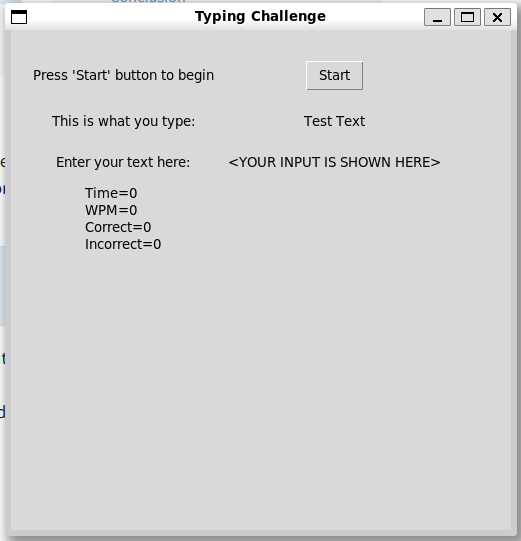 Conclusion
Typing Challenge
Press 'Start' button to begin
Start
This is what you type:
Test Text
Enter your text here:
<YOUR INPUT IS SHOWN HERE>
Time=0
WPM=0
Correct=0
Incorrect=0